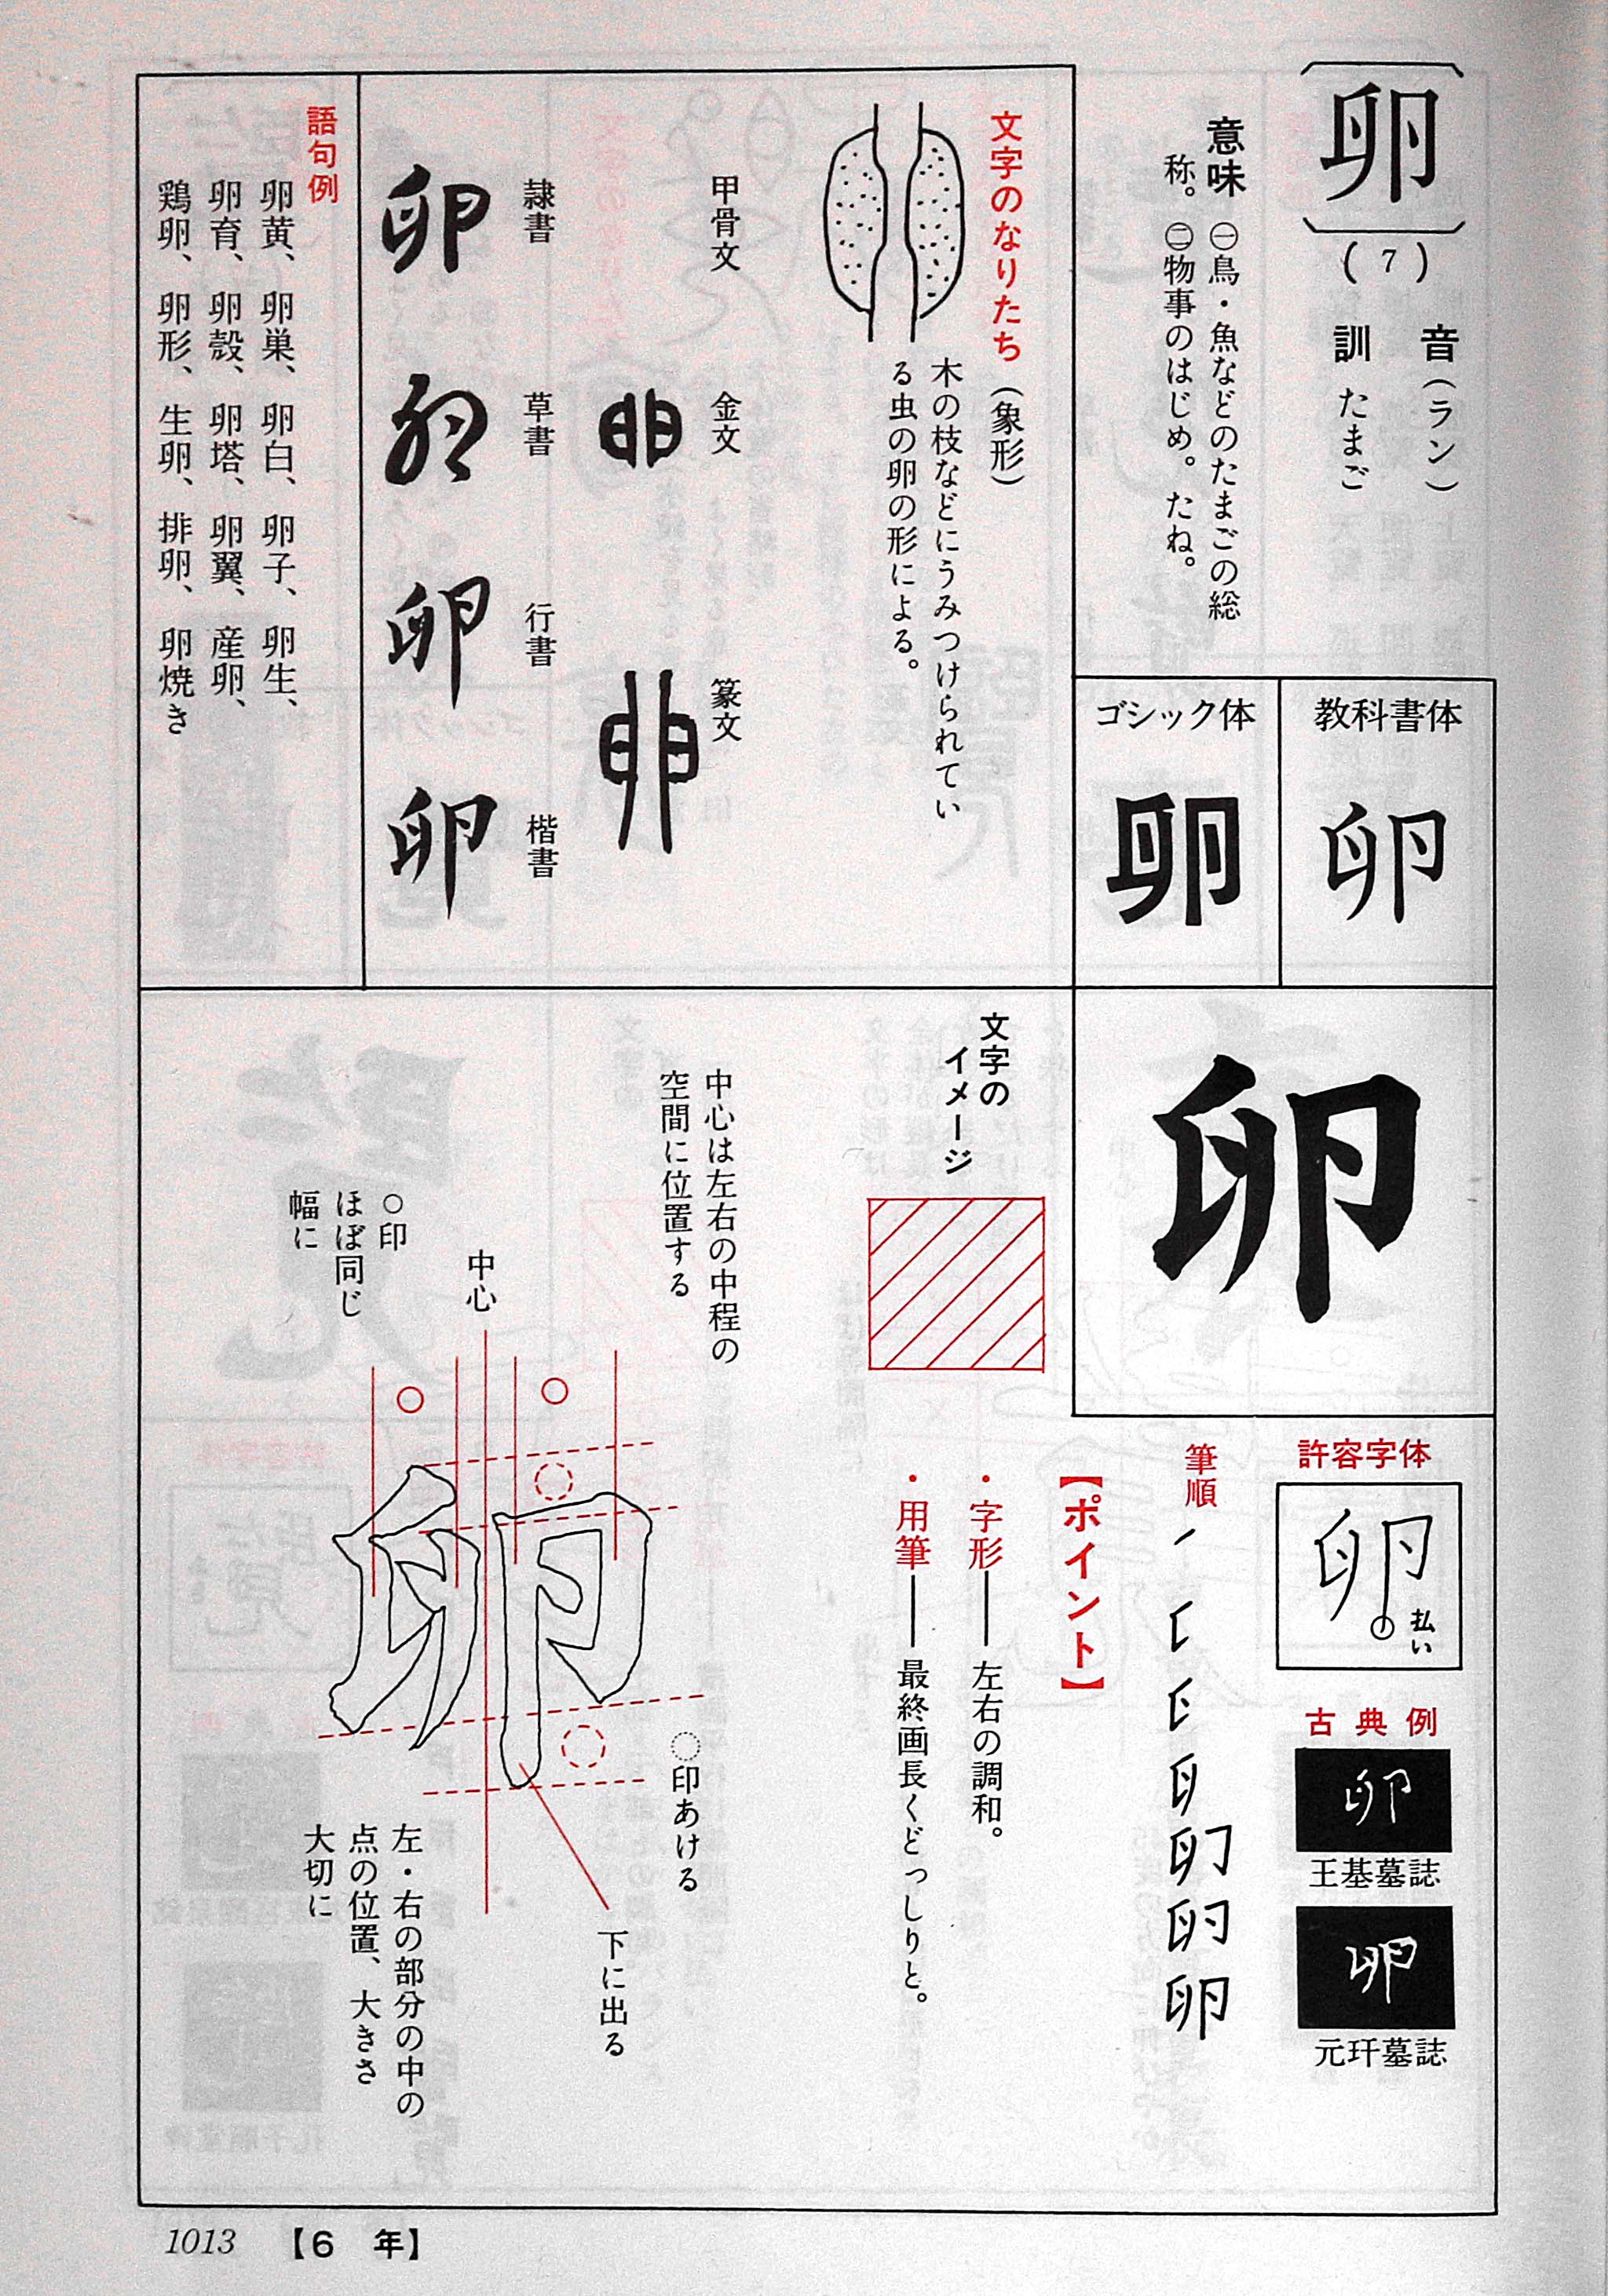 卵
(7)
音(ラン)
訓 たまご
意味 ㊀鳥・魚などのたまごの総
称。㊁物事のはじめ。たね。
教科書体
卵
ゴシック体
卵
文字のなりたち(象形)
木の枝などにうみつけられてい
る虫の卵の形による。
甲骨文
金文
篆文
隷書
草書
行書
楷書
卵
卵
卵
卵
語句例
卵黄、卵巣、卵白、卵子、卵生、
卵育、卵殻、卵塔、卵翼、産卵、
鶏卵、卵形、生卵、排卵、卵焼き
卵
許容字体
卵
払い
古典例
卵
王基墓誌
卵
元玕墓誌
筆順
卵
【ポイント】
・字形――左右の調和。
・用筆――最終画長くどっしりと。
文字の
イメージ
中心は左右の中程の
空間に位置する
中心
○印
ほぼ同じ
幅に
卵
◌印あける
下に出る
左・右の部分の中の
点の位置、大きさ
大切に
1013 【6 年】